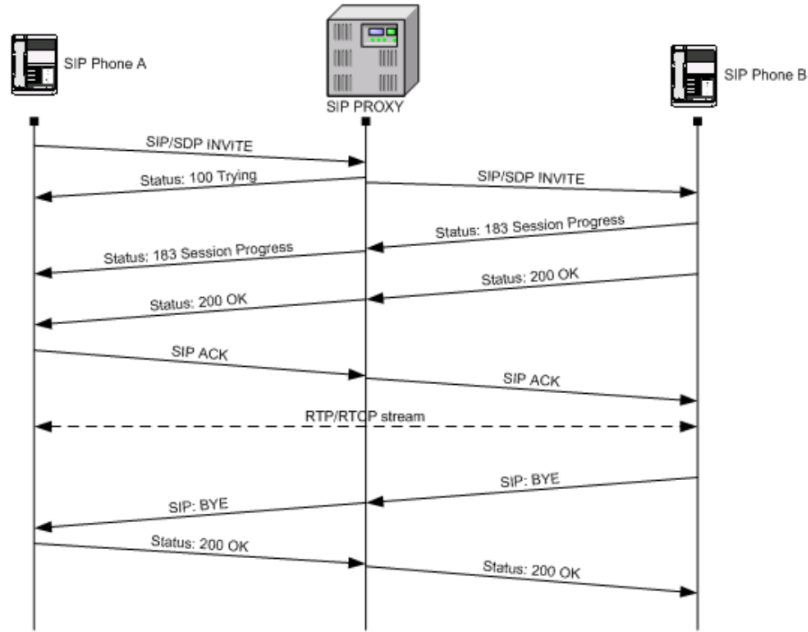 SIP Phone A
SIP PROXY
SIP Phone B
SIP/SDP INVITE
Status: 100 Trying
SIP/SDP INVITE
Status: 183 Session Progress
Status: 183 Session Progress
Status: 200 OK
Status: 200 OK
SIP ACK
SIP ACK
RTP/RTCP stream
SIP: BYE
SIP: BYE
Status: 200 OK
Status: 200 OK